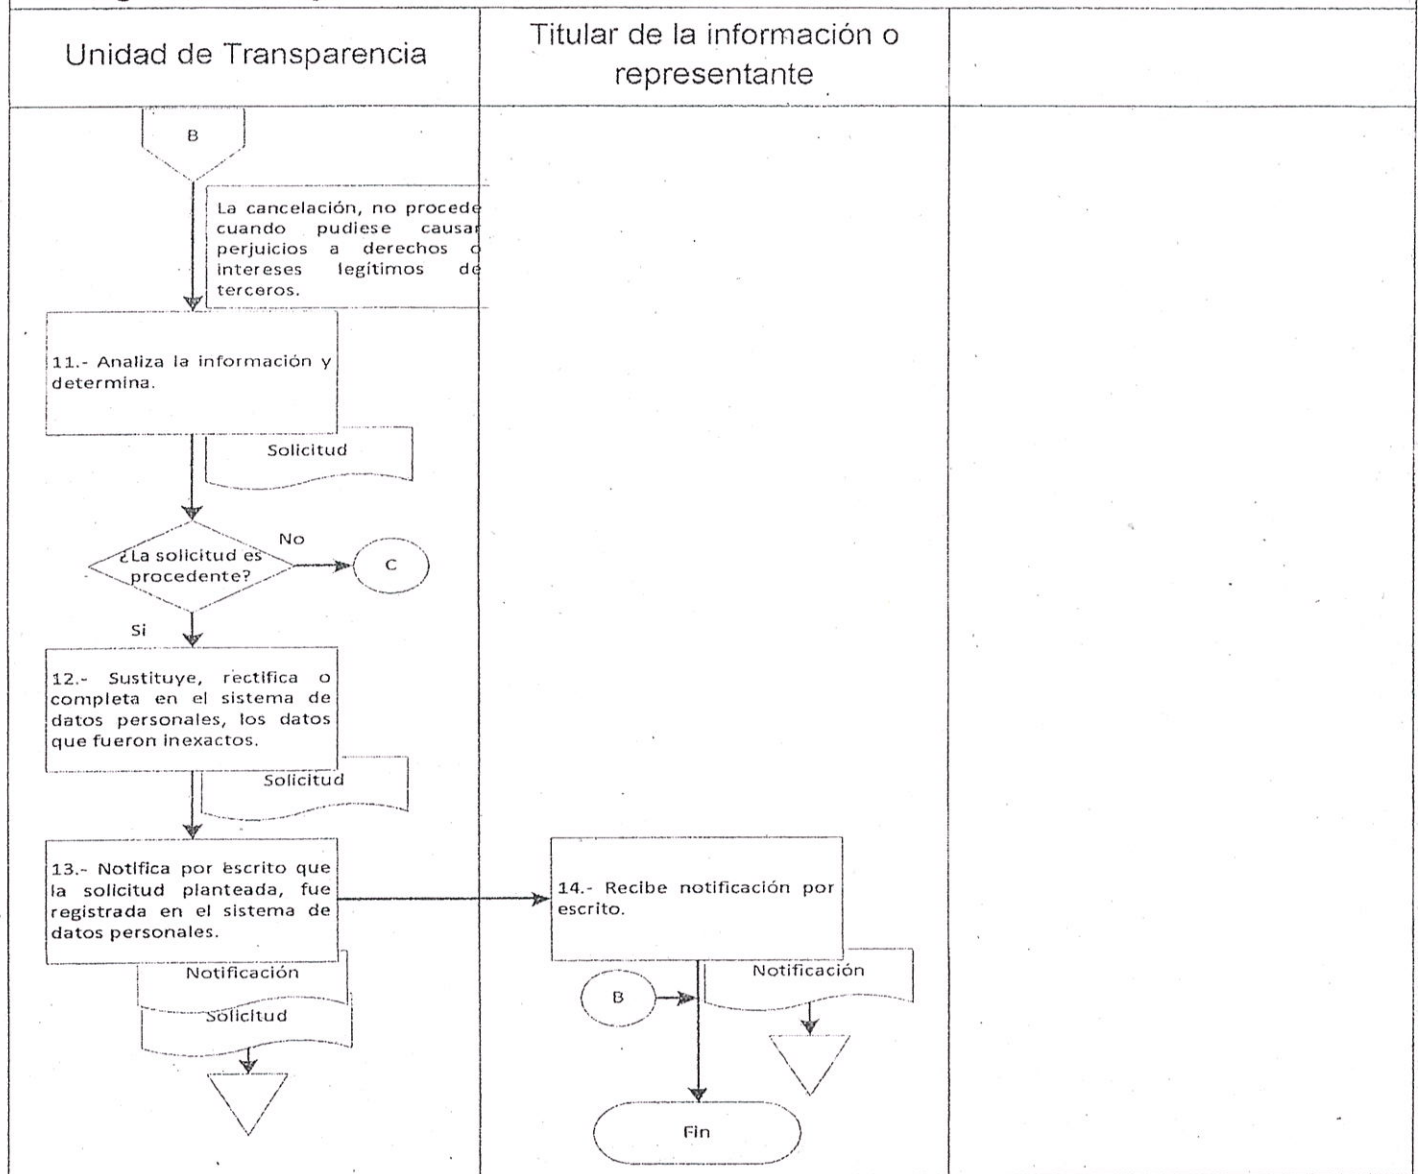 Unidad de Transparencia
Titular de la información o
representante
B
La cancelación, no procede
cuando pudiese causar
perjuicios a derechos o
intereses legítimos de
terceros.
11.- Analiza la información y
determina.
Solicitud
¿La solicitud es
procedente?
No
C
Si
12.- Sustituye, rectifica o
completa en el sistema de
datos personales, los datos
que fueron inexactos.
Solicitud
13.- Notifica por escrito que
la solicitud planteada, fue
registrada en el sistema de
datos personales.
Notificación
Solicitud
14.- Recibe notificación por
escrito.
Notificación
B
Fin